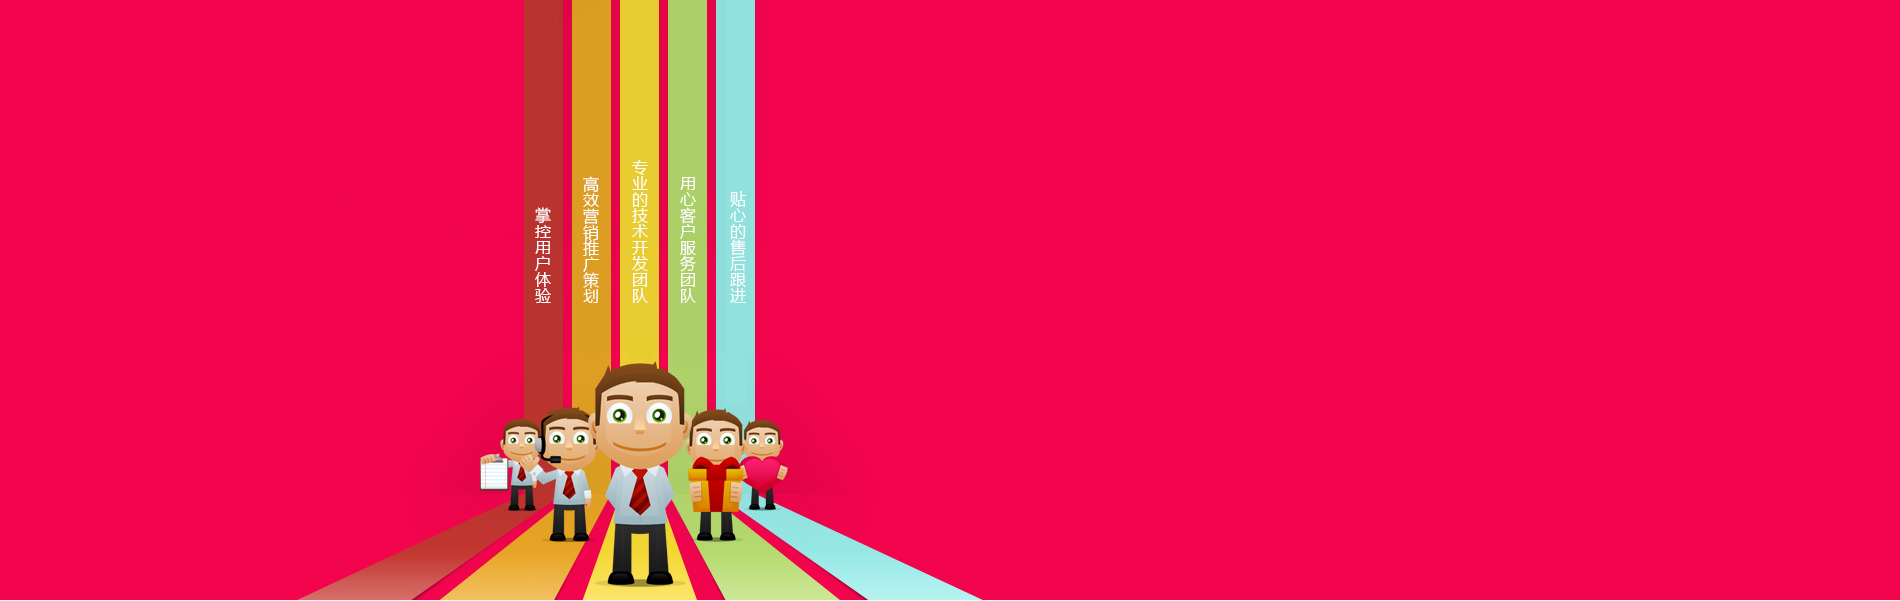 掌控用户体验
高效营销推广策划
专业的技术开发团队
用心客户服务团队
贴心的售后跟进